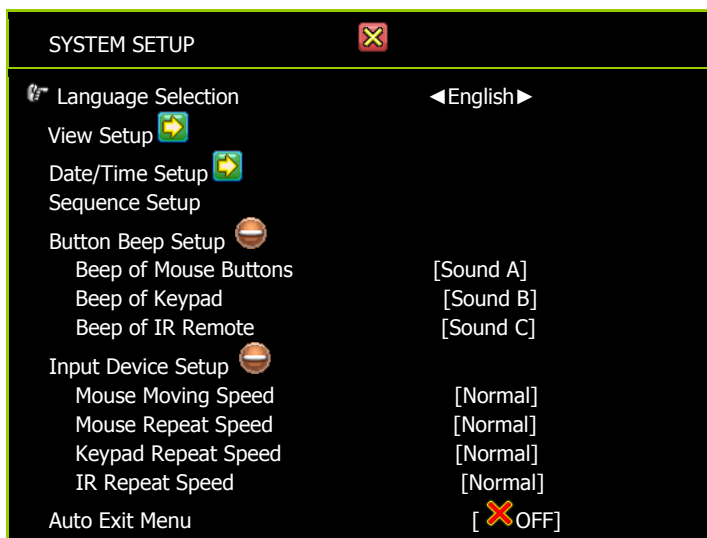 SYSTEM SETUP
Language Selection ◄English►
View Setup
Date/Time Setup
Sequence Setup
Button Beep Setup
Beep of Mouse Buttons [Sound A]
Beep of Keypad [Sound B]
Beep of IR Remote [Sound C]
Input Device Setup
Mouse Moving Speed [Normal]
Mouse Repeat Speed [Normal]
Keypad Repeat Speed [Normal]
IR Repeat Speed [Normal]
Auto Exit Menu [ OFF]